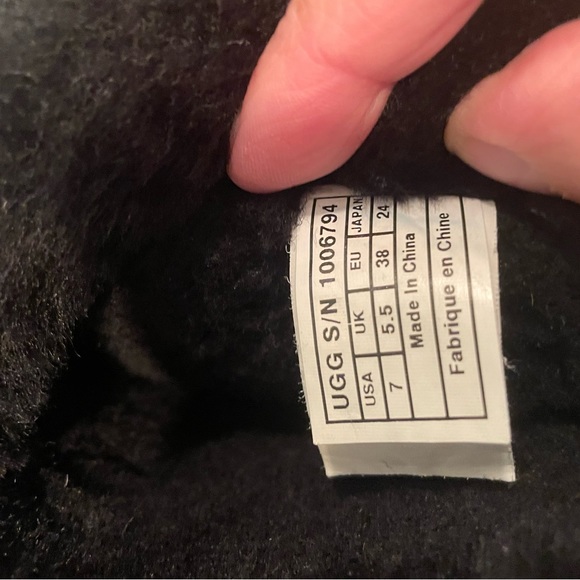 UGG S/N 1006794
USA UK EU JAPAN
7 5.5 38 24
Made In China
Fabrique en Chine